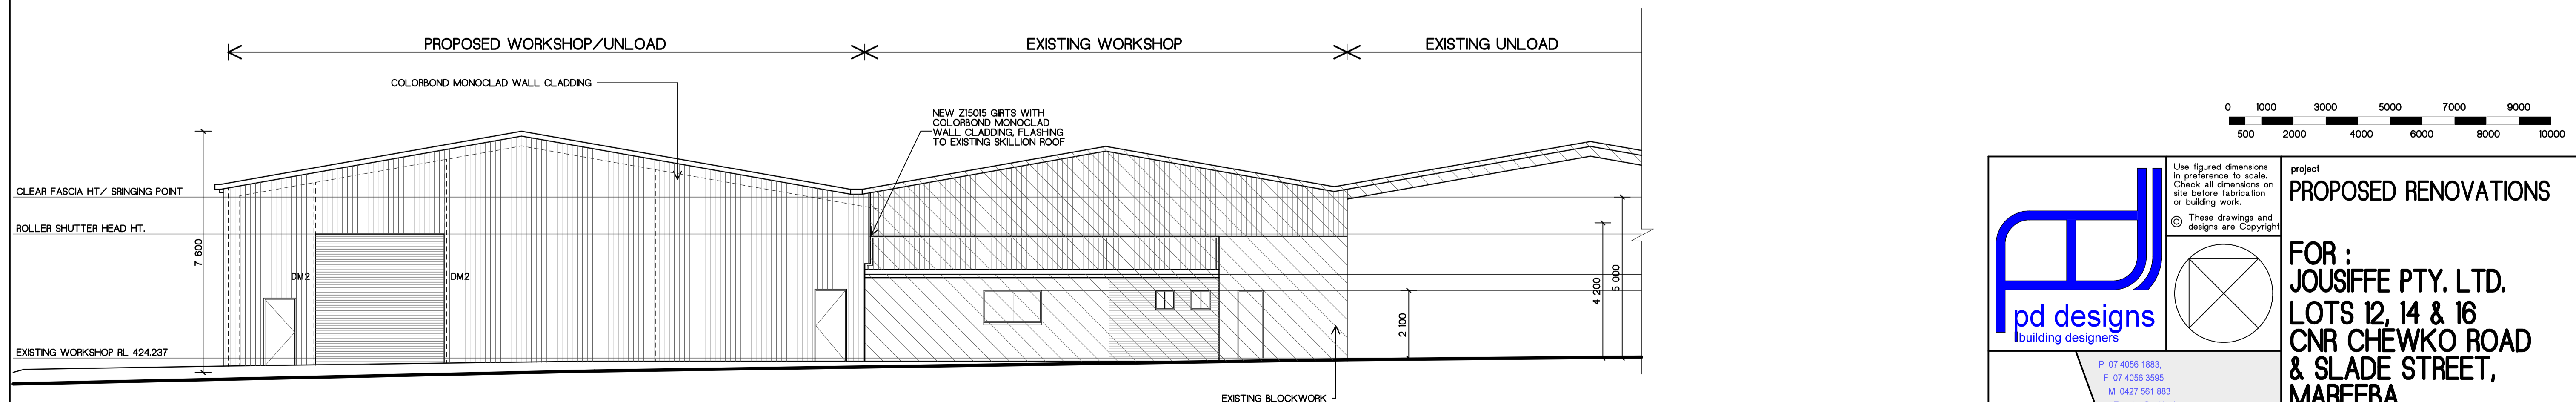 PROPOSED WORKSHOP/UNLOAD
EXISTING WORKSHOP
EXISTING UNLOAD
COLORBOND MONOCLAD WALL CLADDING
NEW Z15015 GIRTS WITH
COLORBOND MONOCLAD
WALL CLADDING, FLASHING
TO EXISTING SKILLION ROOF
CLEAR FASCIA HT/ SRINGING POINT
ROLLER SHUTTER HEAD HT.
7 600
DM2
DM2
EXISTING WORKSHOP RL 424.237
2 100
4 200
5 000
EXISTING BLOCKWORK
0 1000 3000 5000 7000 9000
500 2000 4000 6000 8000 10000
pd designs
building designers
Use figured dimensions
in preference to scale.
Check all dimensions on
site before fabrication
or building work.
© These drawings and
designs are Copyright
P 07 4056 1883,
F 07 4056 3595
M 0427 561 883
project
PROPOSED RENOVATIONS
FOR :
JOUSIFFE PTY. LTD.
LOTS 12, 14 & 16
CNR CHEWKO ROAD
& SLADE STREET,
MAREEBA